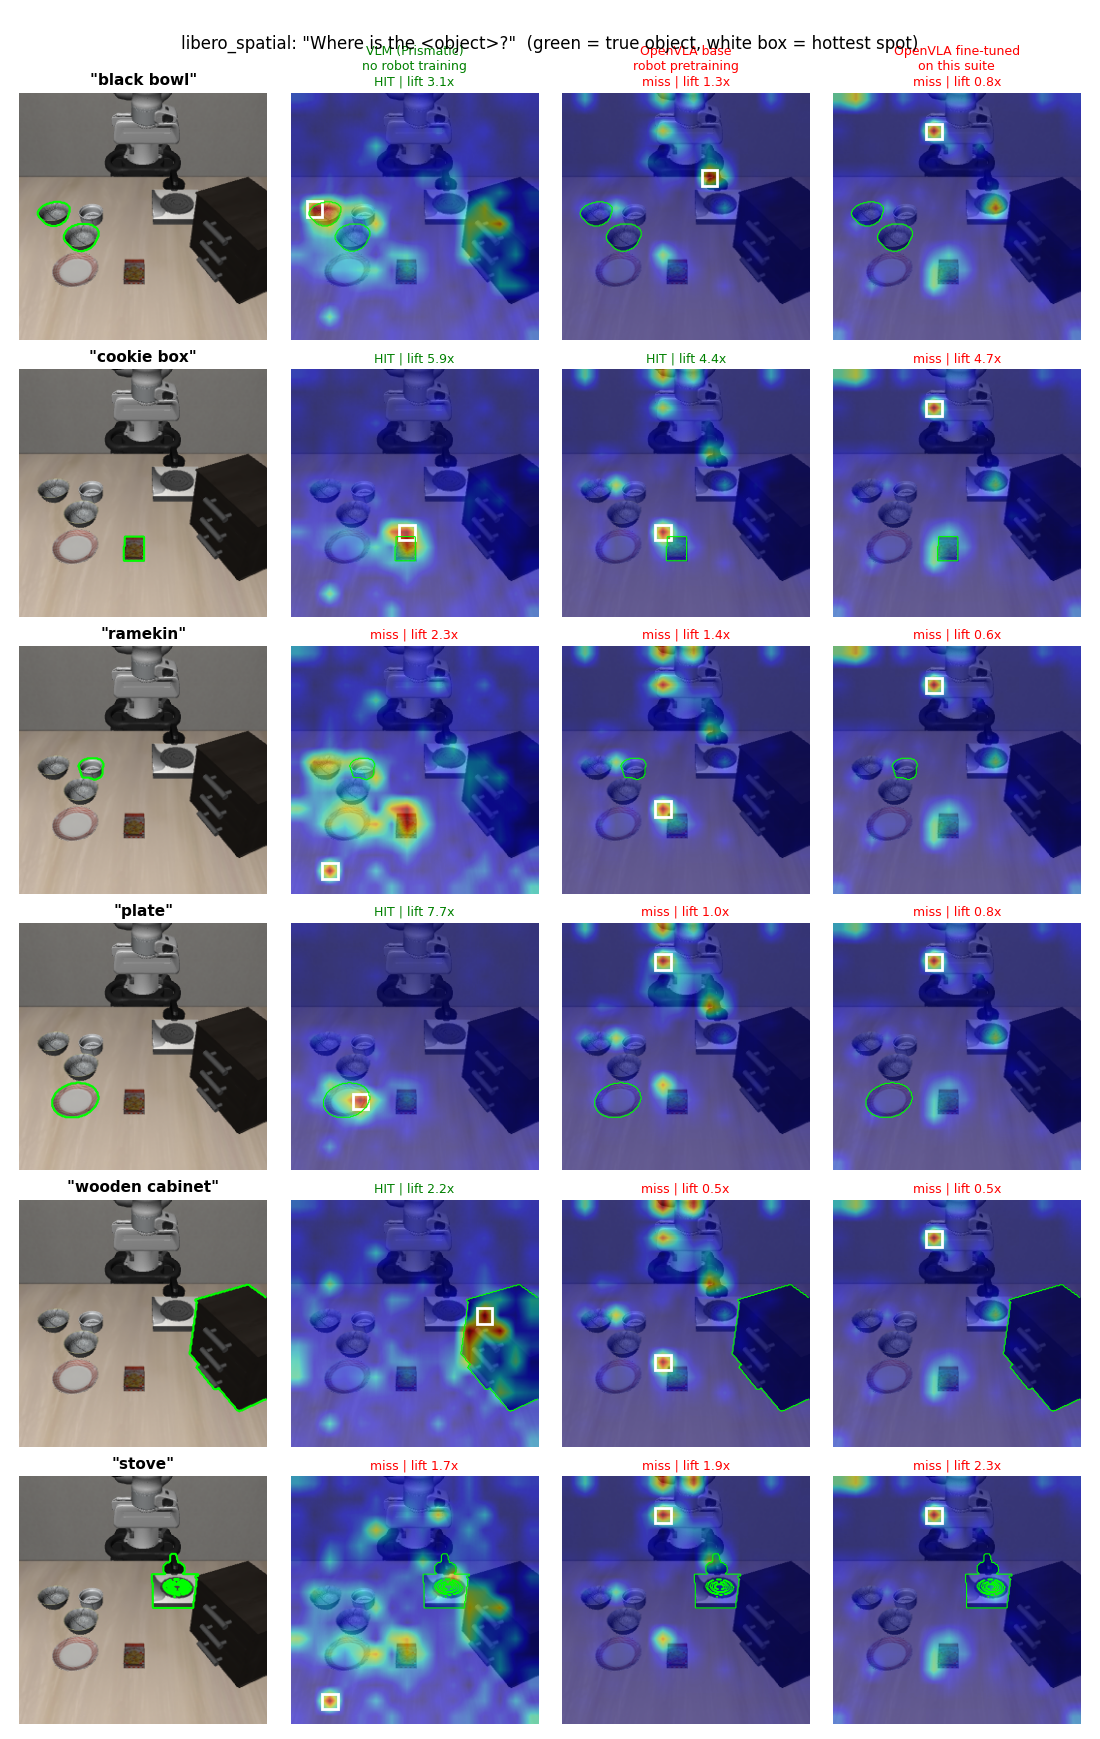 libero_spatial: "Where is the <object>?"  (green = true object, white box = hottest spot)
VLM (Prismatic)
no robot training
HIT | lift 3.1x
OpenVLA base
robot pretraining
miss | lift 1.3x
OpenVLA fine-tuned
on this suite
miss | lift 0.8x
"black bowl"
"cookie box"
HIT | lift 5.9x
HIT | lift 4.4x
miss | lift 4.7x
"ramekin"
miss | lift 2.3x
miss | lift 1.4x
miss | lift 0.6x
"plate"
HIT | lift 7.7x
miss | lift 1.0x
miss | lift 0.8x
"wooden cabinet"
HIT | lift 2.2x
miss | lift 0.5x
miss | lift 0.5x
"stove"
miss | lift 1.7x
miss | lift 1.9x
miss | lift 2.3x